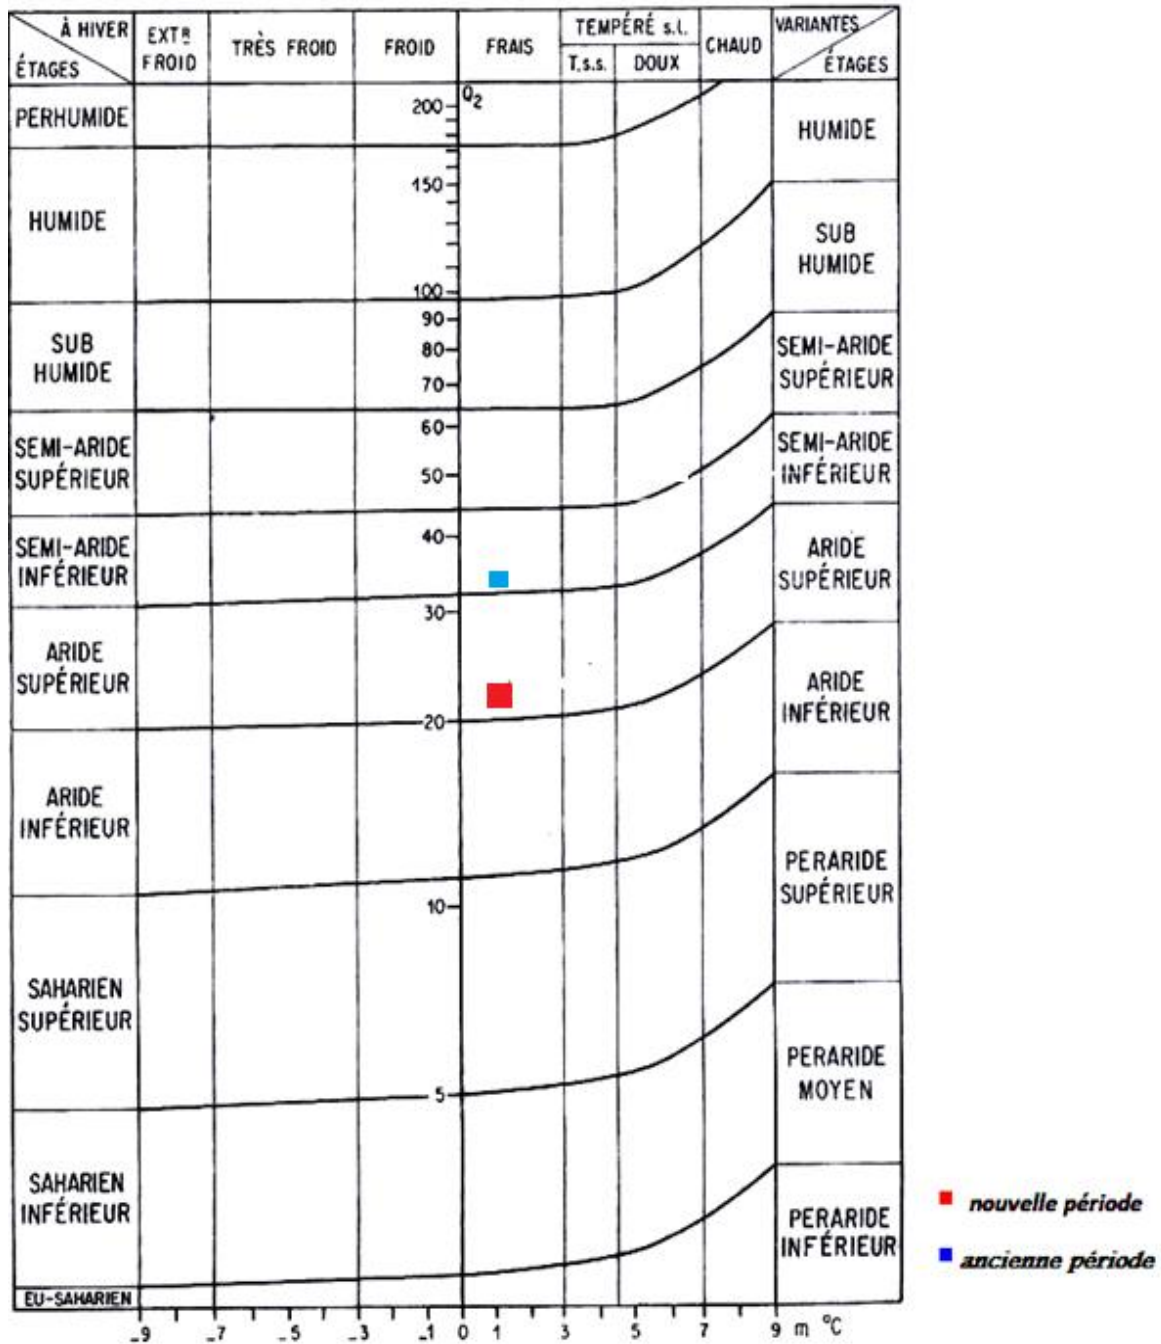 À HIVER
ÉTAGES
EXTR
FROID
TRÈS FROID
FROID
FRAIS
TEMPÉRÉ s.l.
T.s.s.
DOUX
CHAUD
VARIANTES
ÉTAGES
PERHUMIDE
HUMIDE
SUB
HUMIDE
SEMI-ARIDE
SUPÉRIEUR
SEMI-ARIDE
INFÉRIEUR
ARIDE
SUPÉRIEUR
ARIDE
INFÉRIEUR
SAHARIEN
SUPÉRIEUR
SAHARIEN
INFÉRIEUR
EU-SAHARIEN
Q2
200
150
100
90
80
70
60
50
40
30
20
10
5
HUMIDE
SUB
HUMIDE
SEMI-ARIDE
SUPÉRIEUR
SEMI-ARIDE
INFÉRIEUR
ARIDE
SUPÉRIEUR
ARIDE
INFÉRIEUR
PERARIDE
SUPÉRIEUR
PERARIDE
MOYEN
PERARIDE
INFÉRIEUR
-9 -7 -5 -3 -1 0 1 3 5 7 9 m °C
nouvelle période
ancienne période